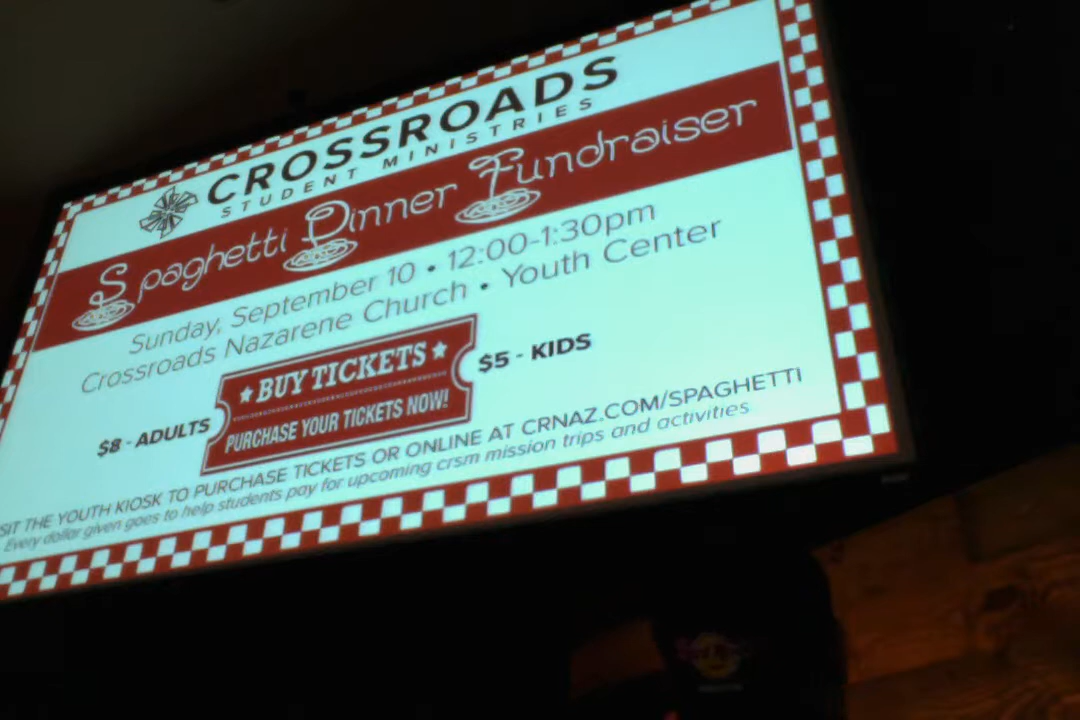 CROSSROADS
STUDENT MINISTRIES
Spaghetti Dinner Fundraiser
Sunday, September 10 • 12:00-1:30pm
Crossroads Nazarene Church • Youth Center
BUY TICKETS
PURCHASE YOUR TICKETS NOW!
$8 - ADULTS
$5 - KIDS
SIT THE YOUTH KIOSK TO PURCHASE TICKETS OR ONLINE AT CRNAZ.COM/SPAGHETTI
Every dollar given goes to help students pay for upcoming crsm mission trips and activities